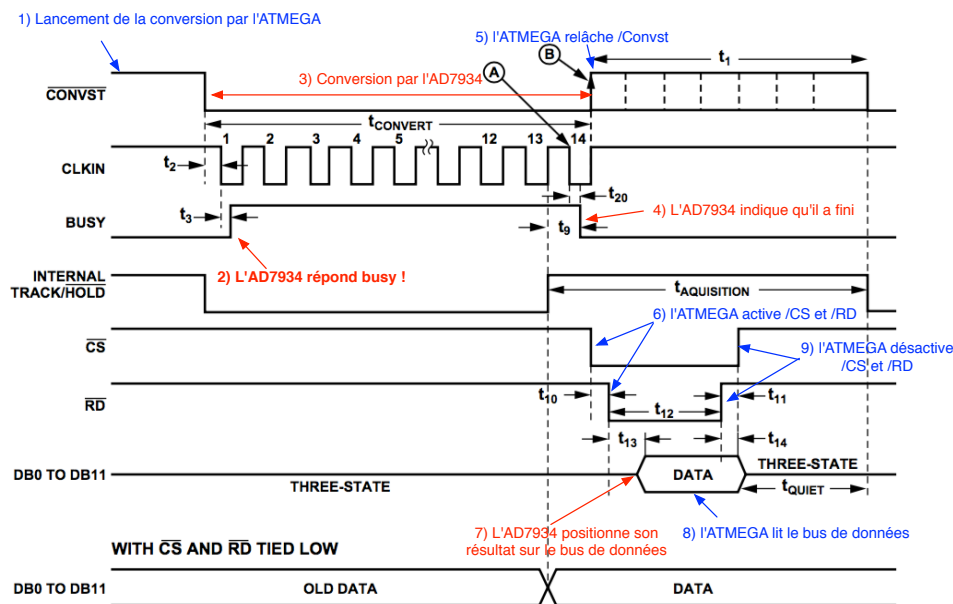 1) Lancement de la conversion par l'ATMEGA
5) l'ATMEGA relâche /Convst
B
t1
3) Conversion par l'AD7934
A
CONVST
tCONVERT
1 2 3 4 5 12 13 14
t2
CLKIN
t20
t3
BUSY
t9
4) L'AD7934 indique qu'il a fini
2) L'AD7934 répond busy !
INTERNAL
TRACK/HOLD
tAQUISITION
6) l'ATMEGA active /CS et /RD
CS
9) l'ATMEGA désactive
/CS et /RD
t10
t12
t11
RD
t13
t14
DB0 TO DB11
THREE-STATE
DATA
THREE-STATE
tQUIET
7) L'AD7934 positionne son
résultat sur le bus de données
8) l'ATMEGA lit le bus de données
WITH CS AND RD TIED LOW
DB0 TO DB11
OLD DATA
DATA